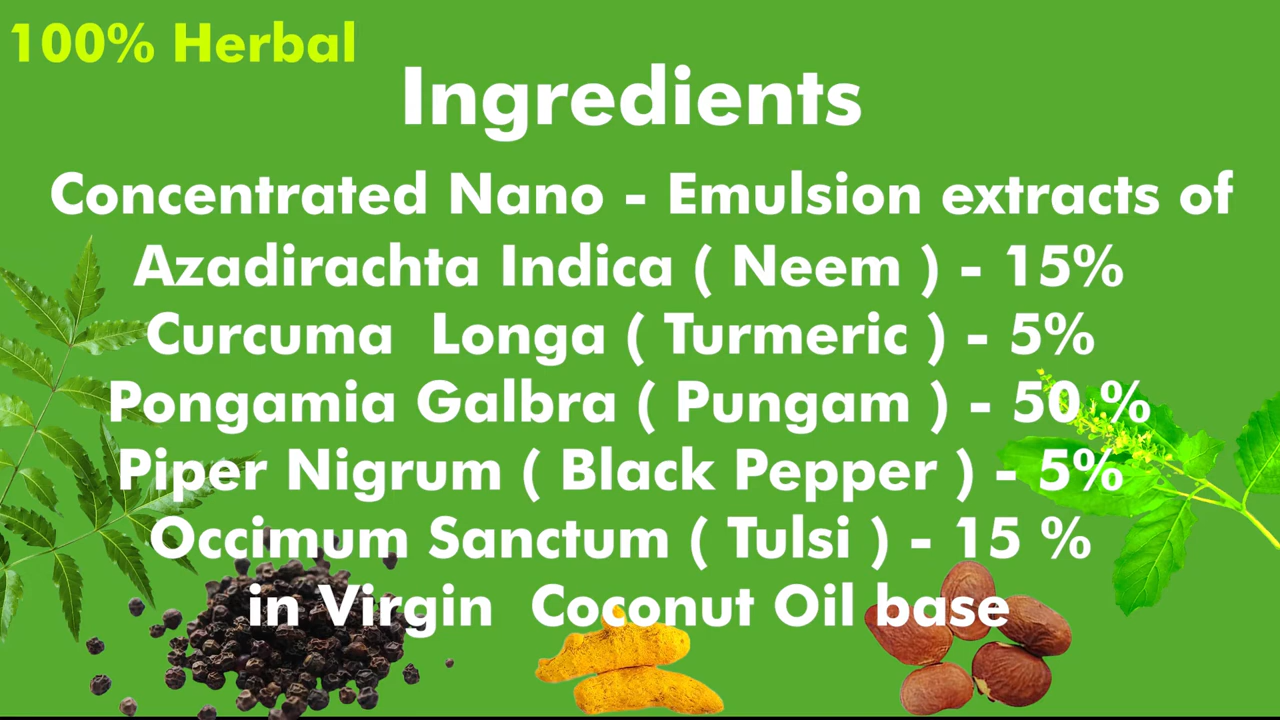 100% Herbal
Ingredients
Concentrated Nano - Emulsion extracts of
Azadirachta Indica ( Neem ) - 15%
Curcuma Longa ( Turmeric ) - 5%
Pongamia Galbra ( Pungam ) - 50 %
Piper Nigrum ( Black Pepper ) - 5%
Occimum Sanctum ( Tulsi ) - 15 %
in Virgin Coconut Oil base